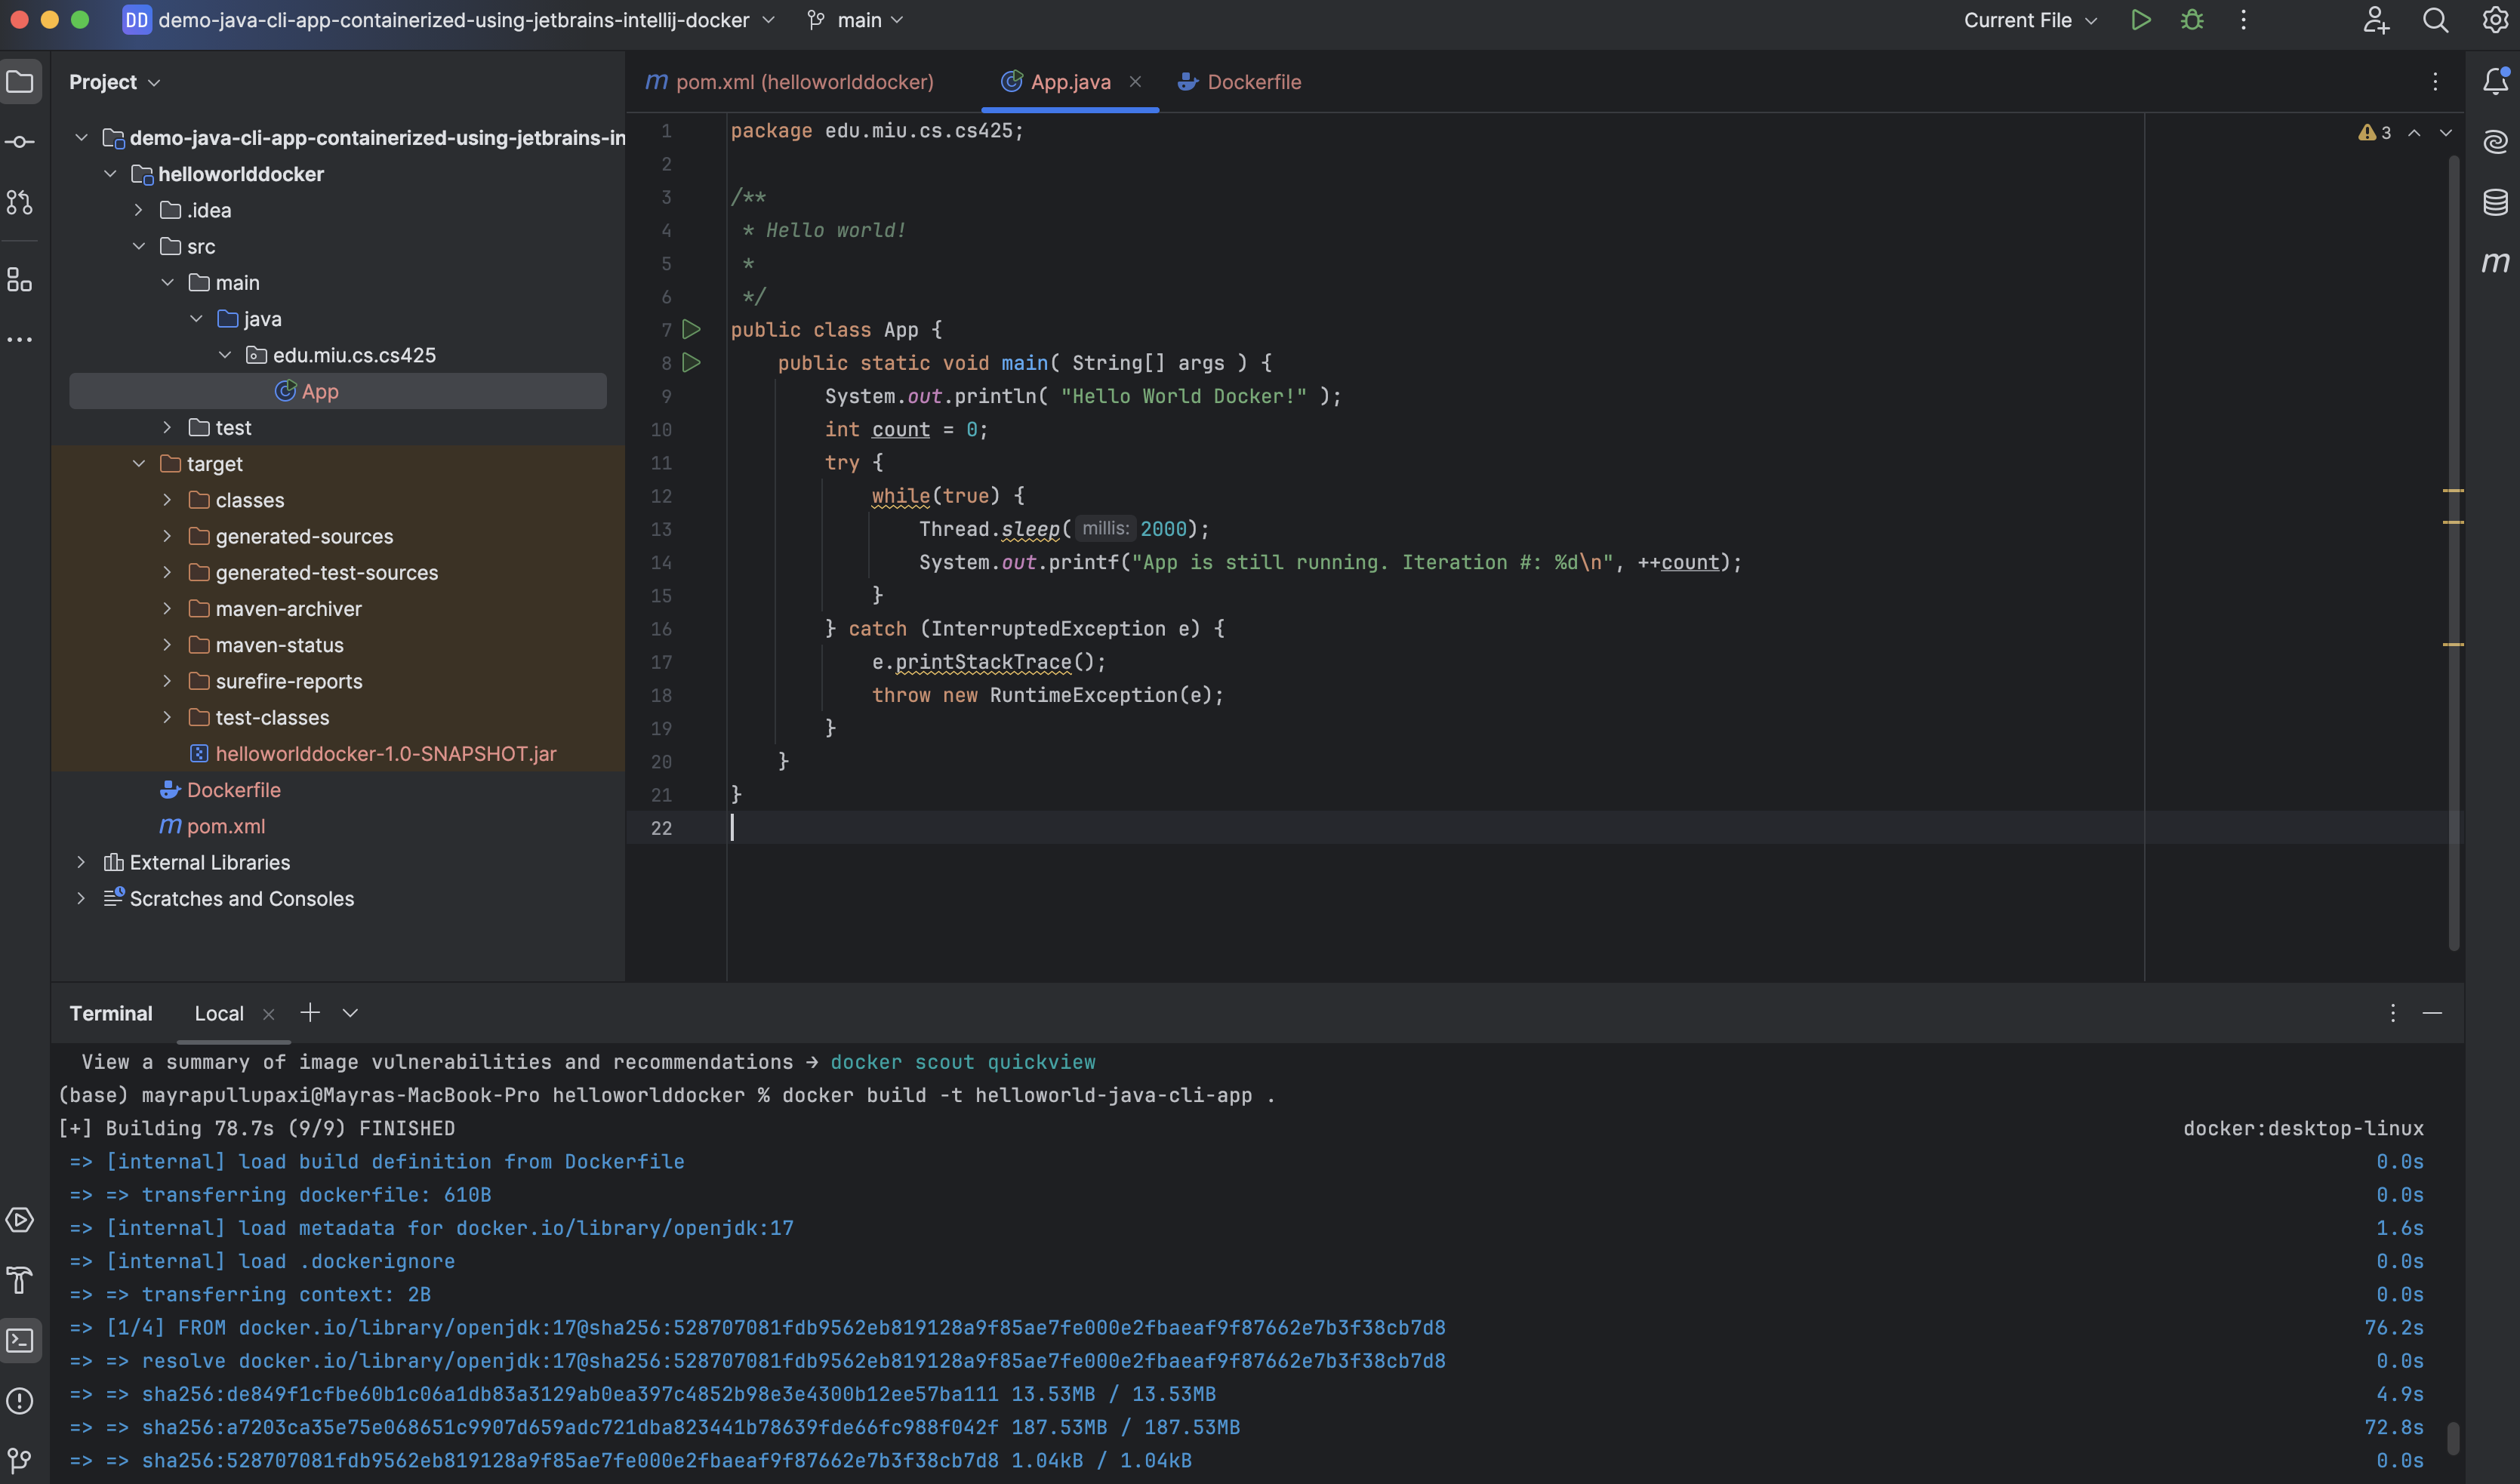 DD demo-java-cli-app-containerized-using-jetbrains-intellij-docker main Current File
Project
demo-java-cli-app-containerized-using-jetbrains-in
helloworlddocker
.idea
src
main
java
edu.miu.cs.cs425
App
test
target
classes
generated-sources
generated-test-sources
maven-archiver
maven-status
surefire-reports
test-classes
helloworlddocker-1.0-SNAPSHOT.jar
Dockerfile
m pom.xml
External Libraries
Scratches and Consoles
m pom.xml (helloworlddocker) App.java Dockerfile
3
1 package edu.miu.cs.cs425;
2
3 /**
4 * Hello world!
5 *
6 */
7 public class App {
8 public static void main( String[] args ) {
9 System.out.println( "Hello World Docker!" );
10 int count = 0;
11 try {
12 while(true) {
13 Thread.sleep( millis: 2000);
14 System.out.printf("App is still running. Iteration #: %d\n", ++count);
15 }
16 } catch (InterruptedException e) {
17 e.printStackTrace();
18 throw new RuntimeException(e);
19 }
20 }
21 }
22
m
Terminal Local
View a summary of image vulnerabilities and recommendations → docker scout quickview
(base) mayrapullupaxi@Mayras-MacBook-Pro helloworlddocker % docker build -t helloworld-java-cli-app .
[+] Building 78.7s (9/9) FINISHED docker:desktop-linux
=> [internal] load build definition from Dockerfile 0.0s
=> => transferring dockerfile: 610B 0.0s
=> [internal] load metadata for docker.io/library/openjdk:17 1.6s
=> [internal] load .dockerignore 0.0s
=> => transferring context: 2B 0.0s
=> [1/4] FROM docker.io/library/openjdk:17@sha256:528707081fdb9562eb819128a9f85ae7fe000e2fbaeaf9f87662e7b3f38cb7d8 76.2s
=> => resolve docker.io/library/openjdk:17@sha256:528707081fdb9562eb819128a9f85ae7fe000e2fbaeaf9f87662e7b3f38cb7d8 0.0s
=> => sha256:de849f1cfbe60b1c06a1db83a3129ab0ea397c4852b98e3e4300b12ee57ba111 13.53MB / 13.53MB 4.9s
=> => sha256:a7203ca35e75e068651c9907d659adc721dba823441b78639fde66fc988f042f 187.53MB / 187.53MB 72.8s
=> => sha256:528707081fdb9562eb819128a9f85ae7fe000e2fbaeaf9f87662e7b3f38cb7d8 1.04kB / 1.04kB 0.0s